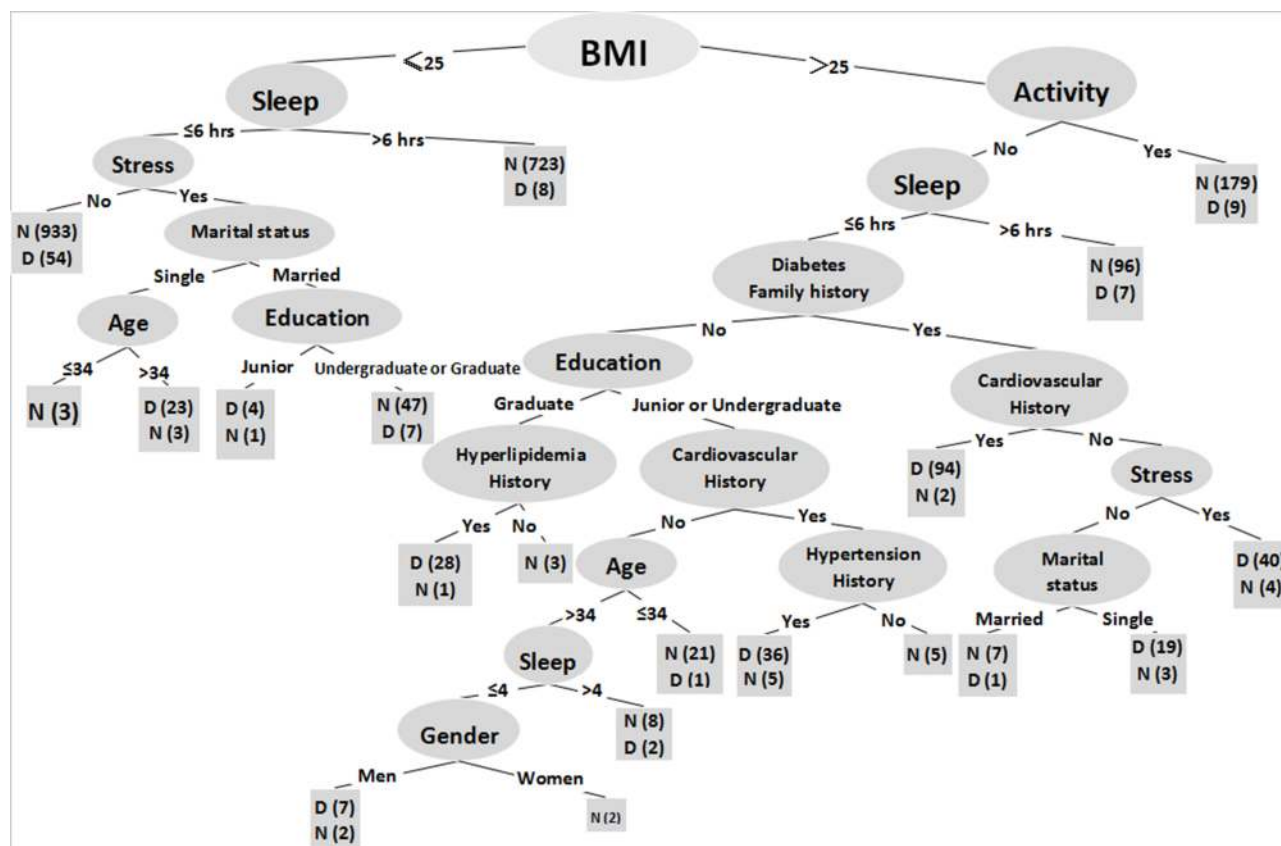 BMI
≤25
>25
Sleep
Activity
≤6 hrs
>6 hrs
No
Yes
Stress
N (723)
D (8)
Sleep
N (179)
D (9)
No
Yes
N (933)
D (54)
Marital status
≤6 hrs
>6 hrs
Single
Married
Diabetes
Family history
N (96)
D (7)
Age
Education
No
Yes
≤34
>34
Junior
Undergraduate or Graduate
Education
Cardiovascular
History
N (3)
D (23)
N (3)
D (4)
N (1)
N (47)
D (7)
Graduate
Junior or Undergraduate
Yes
No
Hyperlipidemia
History
Cardiovascular
History
D (94)
N (2)
Stress
Yes
No
No
Yes
No
Yes
D (28)
N (1)
N (3)
Age
Hypertension
History
Marital
status
D (40)
N (4)
>34
≤34
Yes
No
Married
Single
Sleep
N (21)
D (1)
D (36)
N (5)
N (5)
N (7)
D (1)
D (19)
N (3)
≤4
>4
Gender
N (8)
D (2)
Men
Women
D (7)
N (2)
N (2)